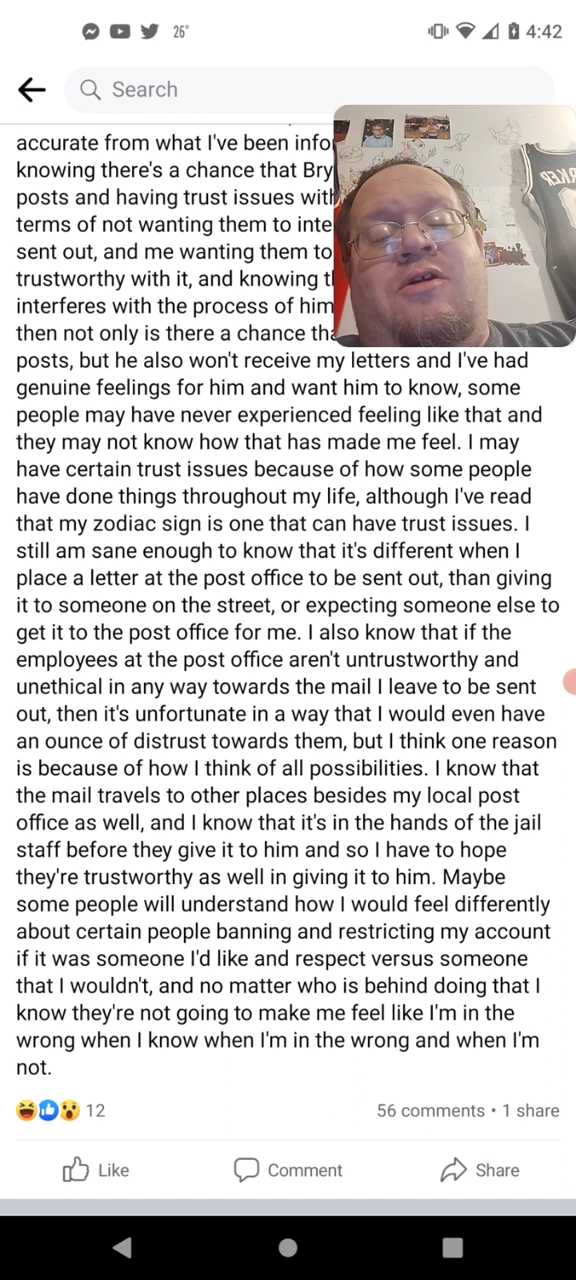 26°
4:42
Search
accurate from what I've been
knowing there's a chance that
posts and having trust issues
terms of not wanting them to
sent out, and me wanting them to
trustworthy with it, and knowing
interferes with the process of him
then not only is there a chance
posts, but he also won't receive my letters and I've had
genuine feelings for him and want him to know, some
people may have never experienced feeling like that and
they may not know how that has made me feel. I may
have certain trust issues because of how some people
have done things throughout my life, although I've read
that my zodiac sign is one that can have trust issues. I
still am sane enough to know that it's different when I
place a letter at the post office to be sent out, than giving
it to someone on the street, or expecting someone else to
get it to the post office for me. I also know that if the
employees at the post office aren't untrustworthy and
unethical in any way towards the mail I leave to be sent
out, then it's unfortunate in a way that I would even have
an ounce of distrust towards them, but I think one reason
is because of how I think of all possibilities. I know that
the mail travels to other places besides my local post
office as well, and I know that it's in the hands of the jail
staff before they give it to him and so I have to hope
they're trustworthy as well in giving it to him. Maybe
some people will understand how I would feel differently
about certain people banning and restricting my account
if it was someone I'd like and respect versus someone
that I wouldn't, and no matter who is behind doing that I
know they're not going to make me feel like I'm in the
wrong when I know when I'm in the wrong and when I'm
not.
12
56 comments • 1 share
Like
Comment
Share